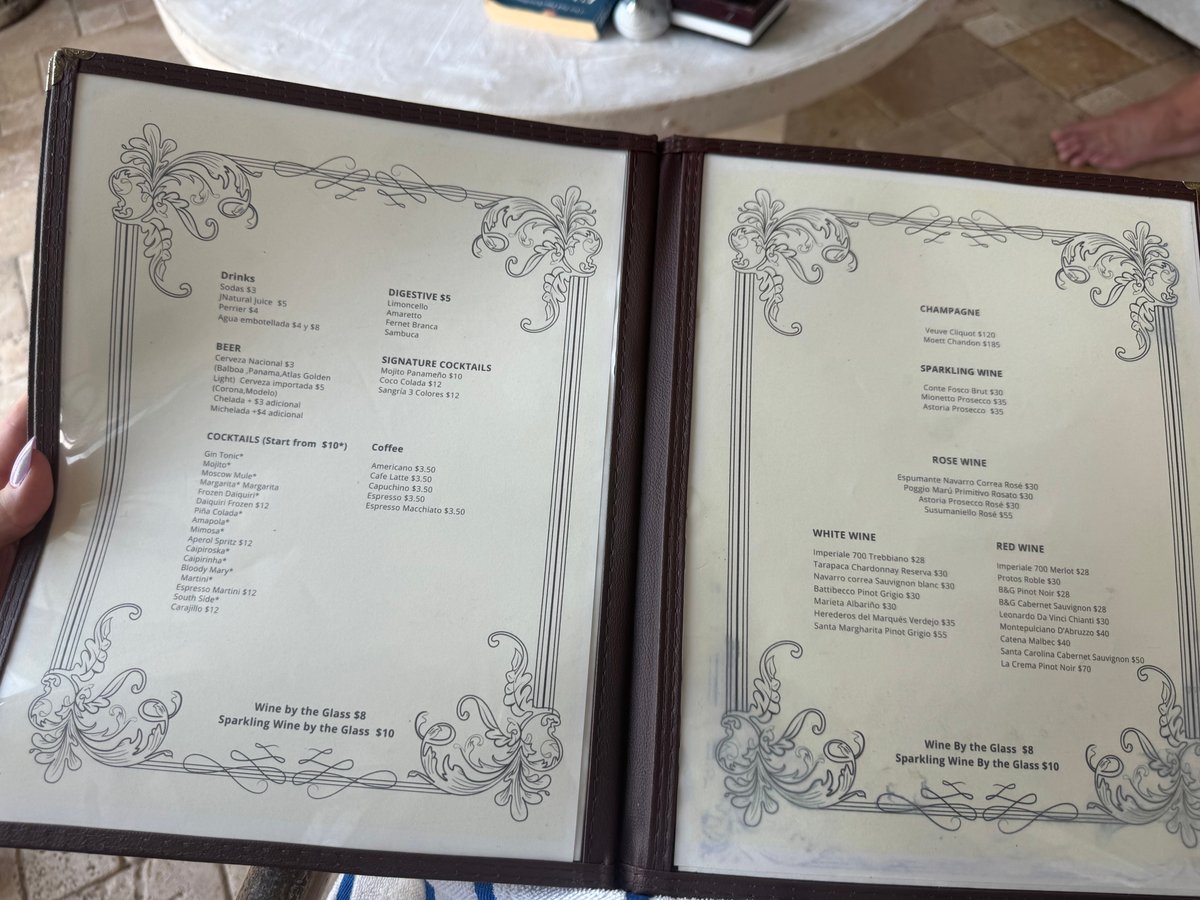 Drinks
Sodas $3
JNatural Juice $5
Perrier $4
Agua embotellada $4 y $8
BEER
Cerveza Nacional $3
(Balboa ,Panama,Atlas Golden
Light) Cerveza importada $5
(Corona,Modelo)
Chelada + $3 adicional
Michelada +$4 adicional
COCKTAILS (Start from $10*)
Gin Tonic*
Mojito*
Moscow Mule*
Margarita* Margarita
Frozen Daiquiri*
Daiquiri Frozen $12
Piña Colada*
Amapola*
Mimosa*
Aperol Spritz $12
Caipiroska*
Caipirinha*
Bloody Mary*
Martini*
Espresso Martini $12
South Side*
Carajillo $12
DIGESTIVE $5
Limoncello
Amaretto
Fernet Branca
Sambuca
SIGNATURE COCKTAILS
Mojito Panameño $10
Coco Colada $12
Sangría 3 Colores $12
Coffee
Americano $3.50
Cafe Latte $3.50
Capuchino $3.50
Espresso $3.50
Espresso Macchiato $3.50
Wine by the Glass $8
Sparkling Wine by the Glass $10
CHAMPAGNE
Veuve Cliquot $120
Moett Chandon $185
SPARKLING WINE
Conte Fosco Brut $30
Mionetto Prosecco $35
Astoria Prosecco $35
ROSE WINE
Espumante Navarro Correa Rosé $30
Poggio Marú Primitivo Rosato $30
Astoria Prosecco Rosé $30
Susumaniello Rosé $55
WHITE WINE
Imperiale 700 Trebbiano $28
Tarapaca Chardonnay Reserva $30
Navarro correa Sauvignon blanc $30
Battibecco Pinot Grigio $30
Marieta Albariño $30
Herederos del Marqués Verdejo $35
Santa Margharita Pinot Grigio $55
RED WINE
Imperiale 700 Merlot $28
Protos Roble $30
B&G Pinot Noir $28
B&G Cabernet Sauvignon $28
Leonardo Da Vinci Chianti $30
Montepulciano D'Abruzzo $40
Catena Malbec $40
Santa Carolina Cabernet Sauvignon $50
La Crema Pinot Noir $70
Wine By the Glass $8
Sparkling Wine By the Glass $10